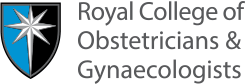 Royal College of
Obstetricians &
Gynaecologists